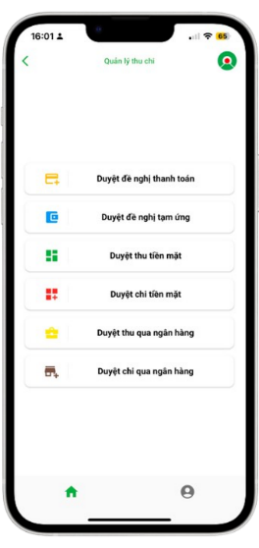 16:01
65
Quản lý thu chi
Duyệt đề nghị thanh toán
Duyệt đề nghị tạm ứng
Duyệt thu tiền mặt
Duyệt chi tiền mặt
Duyệt thu qua ngân hàng
Duyệt chi qua ngân hàng